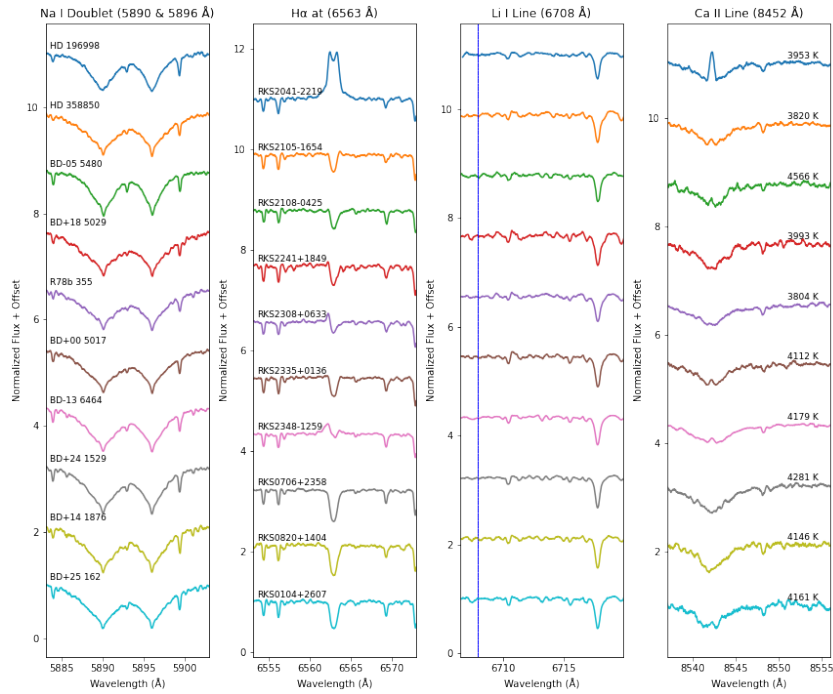 Na I Doublet (5890 & 5896 Å)
Hα at (6563 Å)
Li I Line (6708 Å)
Ca II Line (8452 Å)
HD 196998
HD 358850
BD-05 5480
BD+18 5029
R78b 355
BD+00 5017
BD-13 6464
BD+24 1529
BD+14 1876
BD+25 162
Normalized Flux + Offset
10
8
6
4
2
0
5885
5890
5895
5900
Wavelength (Å)
RKS2041-2219
RKS2105-1654
RKS2108-0425
RKS2241+1849
RKS2308+0633
RKS2335+0136
RKS2348-1259
RKS0706+2358
RKS0820+1404
RKS0104+2607
Normalized Flux + Offset
12
10
8
6
4
2
0
6555
6560
6565
6570
Wavelength (Å)
Normalized Flux + Offset
10
8
6
4
2
0
6710
6715
Wavelength (Å)
3953 K
3820 K
4566 K
3993 K
3804 K
4112 K
4179 K
4281 K
4146 K
4161 K
Normalized Flux + Offset
10
8
6
4
2
8540
8545
8550
8555
Wavelength (Å)